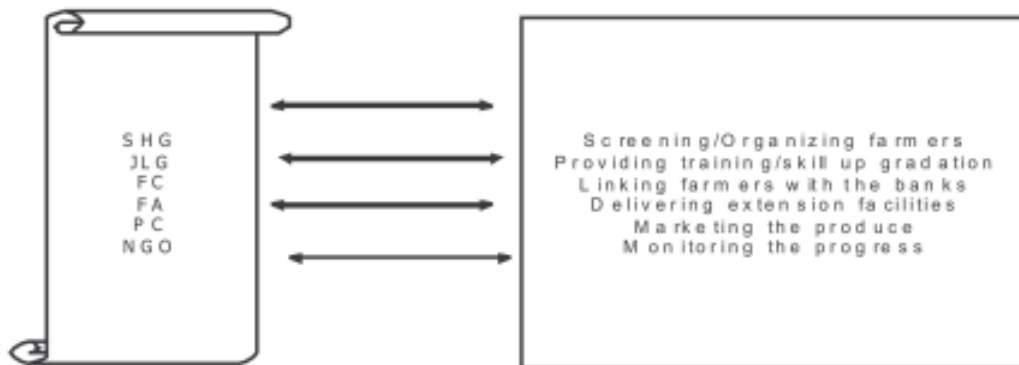 SHG
JLG
FC
FA
PC
NGO
Screening/Organizing farmers
Providing training/skill up gradation
Linking farmers with the banks
Delivering extension facilities
Marketing the produce
Monitoring the progress